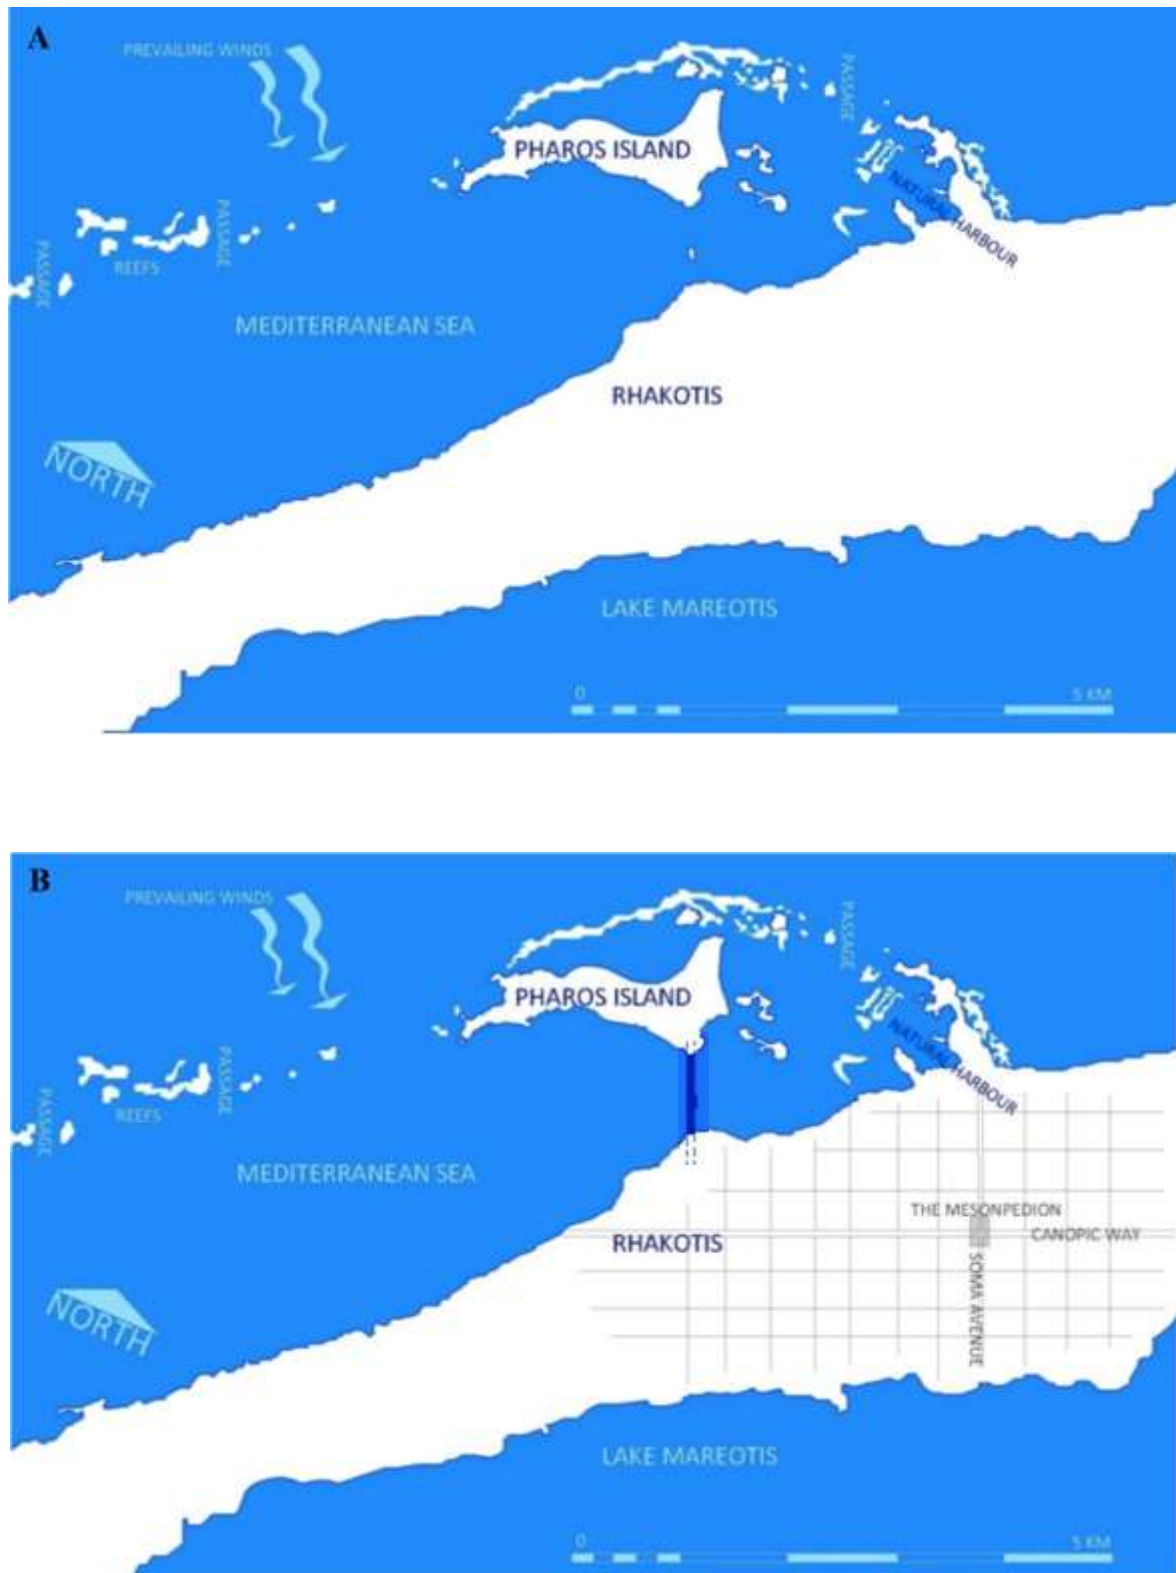 A
PREVAILING WINDS
PASSAGE
PHAROS ISLAND
NATURAL HARBOUR
PASSAGE
PASSAGE
REEFS
MEDITERRANEAN SEA
RHAKOTIS
NORTH
LAKE MAREOTIS
0 5 KM
B
PREVAILING WINDS
PASSAGE
PHAROS ISLAND
NATURAL HARBOUR
PASSAGE
PASSAGE
REEFS
MEDITERRANEAN SEA
THE MESONPEDION
CANOPIC WAY
RHAKOTIS
SOMA AVENUE
NORTH
LAKE MAREOTIS
0 5 KM